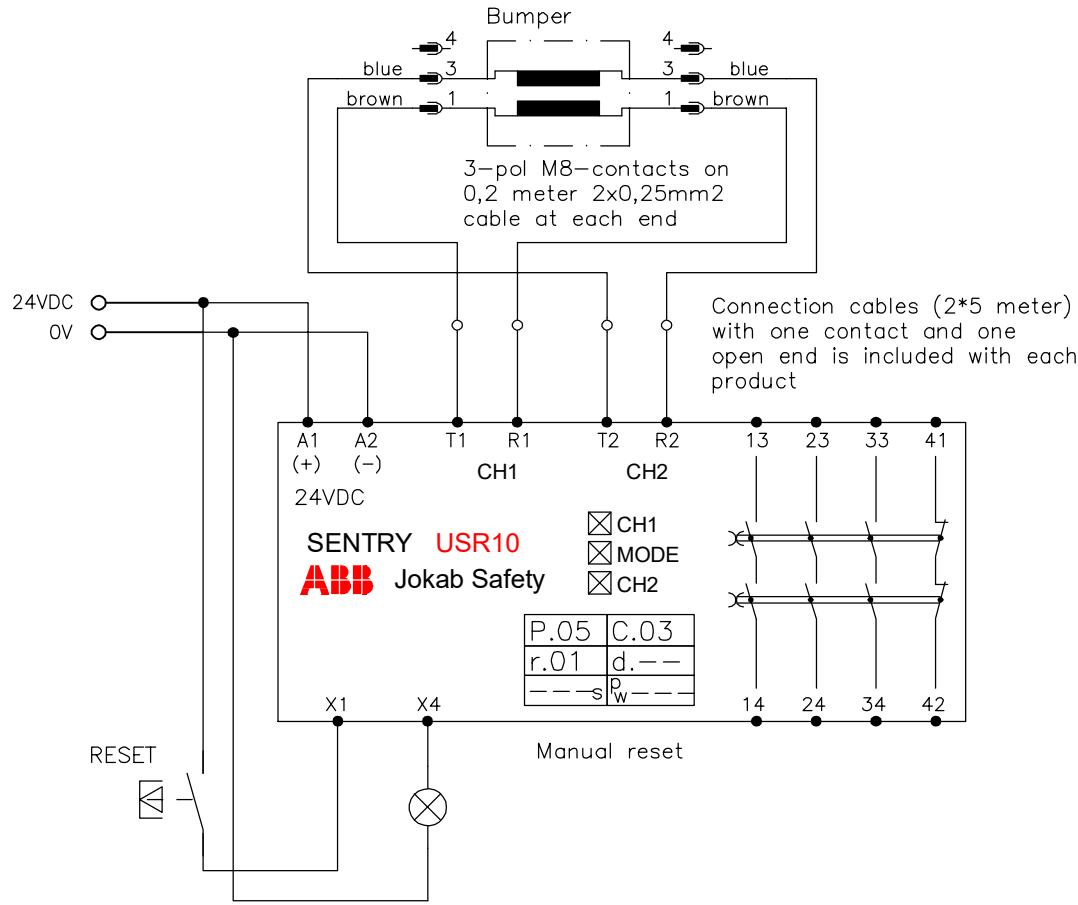 Bumper
4 4
blue 3 3 blue
brown 1 1 brown
3-pol M8-contacts on
0,2 meter 2x0,25mm2
cable at each end
24VDC
0V
Connection cables (2*5 meter)
with one contact and one
open end is included with each
product
A1 A2 T1 R1 T2 R2 13 23 33 41
(+) (-) CH1 CH2
24VDC
SENTRY USR10
ABB Jokab Safety
CH1
MODE
CH2
P.05 C.03
r.01 d.--
---s pw---
X1 X4 14 24 34 42
Manual reset
RESET